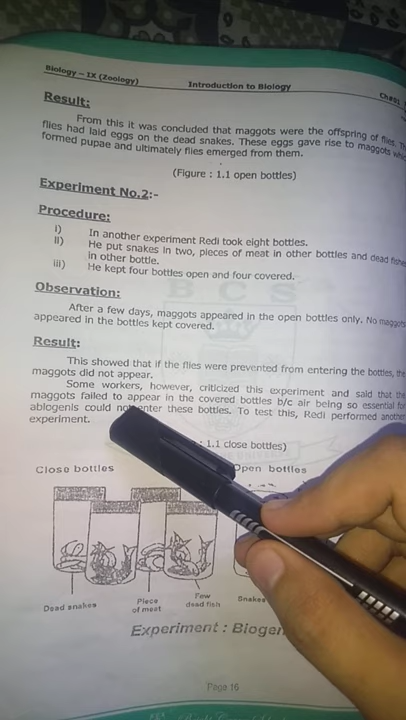 Biology – IX (Zoology) Introduction to Biology Ch#01
Result:
From this it was concluded that maggots were the offspring of flies.
flies had laid eggs on the dead snakes. These eggs gave rise to maggots
formed pupae and ultimately flies emerged from them.
(Figure : 1.1 open bottles)
Experiment No.2:-
Procedure:
i) In another experiment Redi took eight bottles.
ii) He put snakes in two, pieces of meat in other bottles and dead
in other bottle.
iii) He kept four bottles open and four covered.
Observation:
After a few days, maggots appeared in the open bottles only. No maggots
appeared in the bottles kept covered.
BCS
Result:
This showed that if the flies were prevented from entering the bottles, the
maggots did not appear.
Some workers, however, criticized this experiment and said that the
maggots failed to appear in the covered bottles b/c air being so essential for
abiogenis could not enter these bottles. To test this, Redi performed another
experiment.
: 1.1 close bottles)
Close bottles Open bottles
Dead snakes Piece of meat Few dead fish Snakes
Experiment : Biogen
Page 16